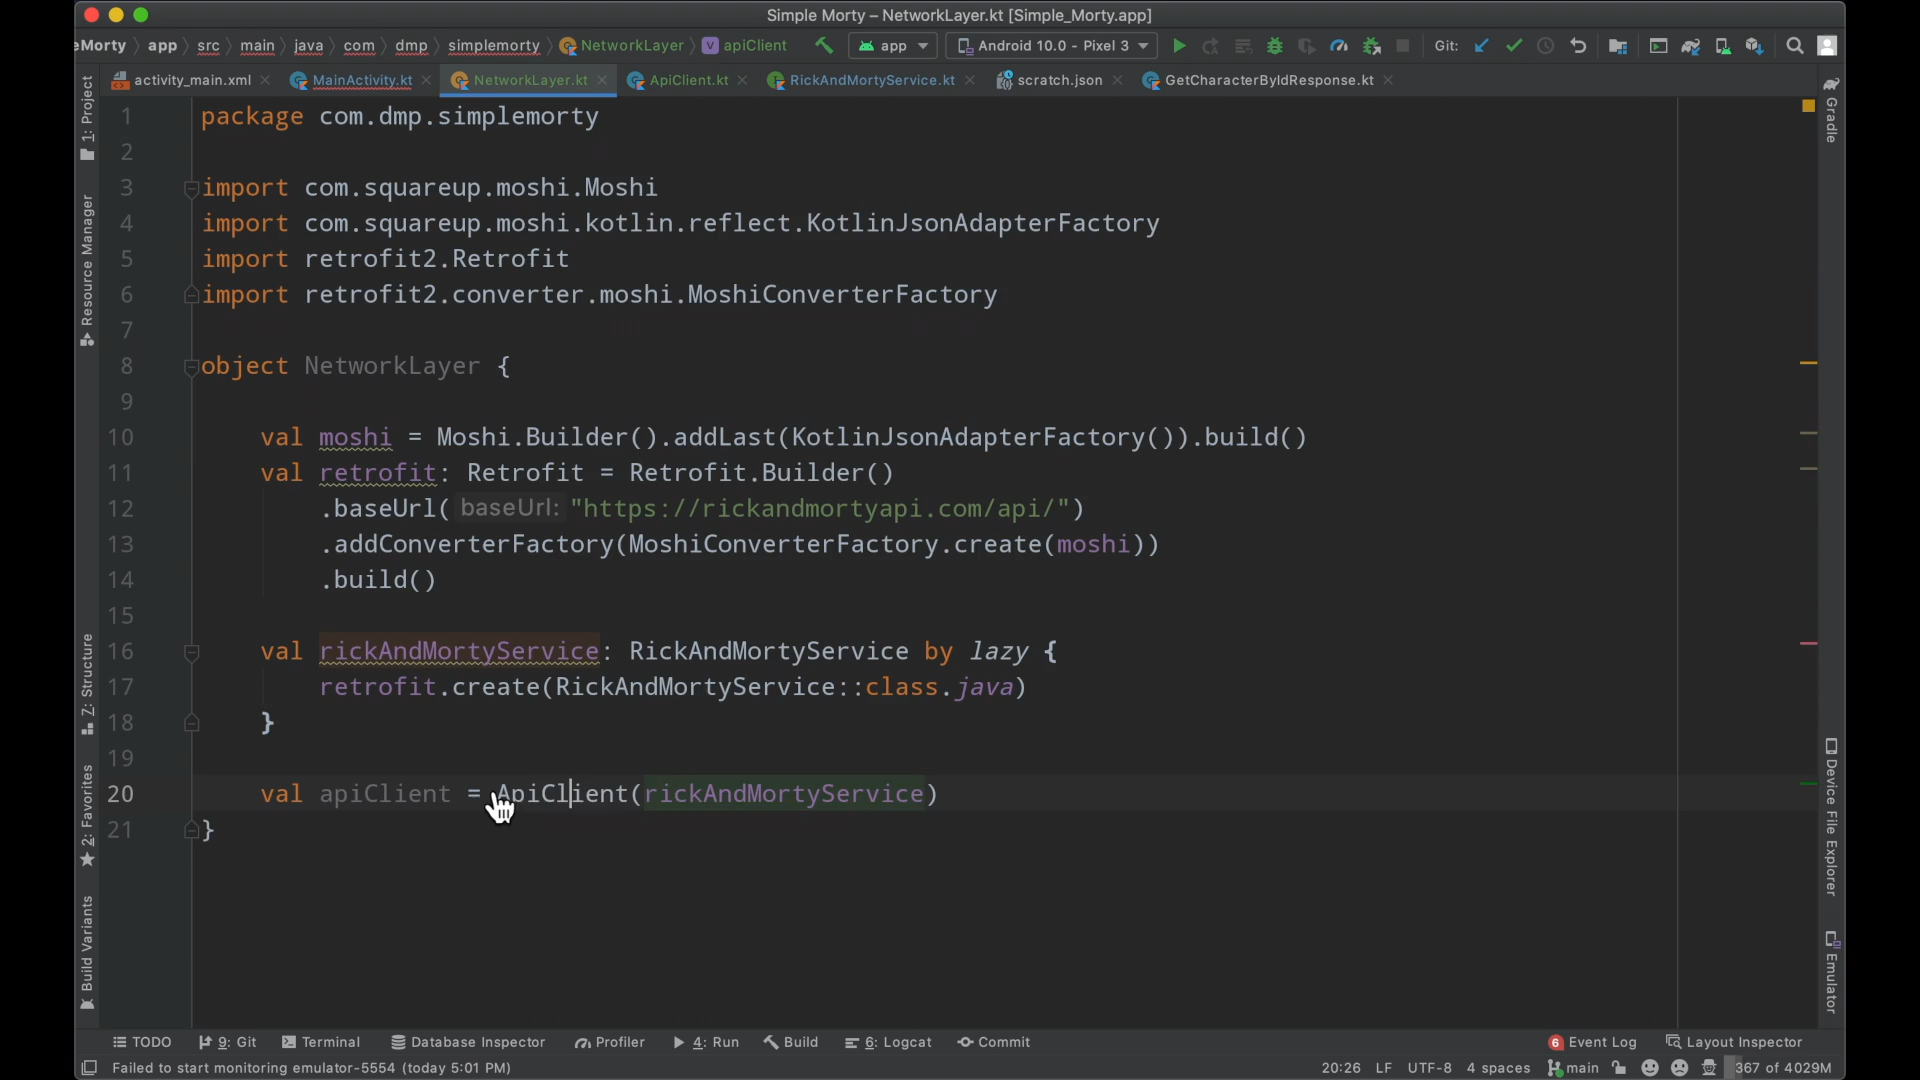 Simple Morty – NetworkLayer.kt [Simple_Morty.app]
eMorty app src main java com dmp simplemorty NetworkLayer apiClient app Android 10.0 - Pixel 3 Git:
activity_main.xml MainActivity.kt NetworkLayer.kt ApiClient.kt RickAndMortyService.kt scratch.json GetCharacterByIdResponse.kt
1 package com.dmp.simplemorty
2
3 import com.squareup.moshi.Moshi
4 import com.squareup.moshi.kotlin.reflect.KotlinJsonAdapterFactory
5 import retrofit2.Retrofit
6 import retrofit2.converter.moshi.MoshiConverterFactory
7
8 object NetworkLayer {
9
10 val moshi = Moshi.Builder().addLast(KotlinJsonAdapterFactory()).build()
11 val retrofit: Retrofit = Retrofit.Builder()
12 .baseUrl( baseUrl: "https://rickandmortyapi.com/api/")
13 .addConverterFactory(MoshiConverterFactory.create(moshi))
14 .build()
15
16 val rickAndMortyService: RickAndMortyService by lazy {
17 retrofit.create(RickAndMortyService::class.java)
18 }
19
20 val apiClient = ApiClient(rickAndMortyService)
21 }
1: Project
Resource Manager
Z: Structure
2: Favorites
Build Variants
Gradle
Device File Explorer
Emulator
TODO 9: Git Terminal Database Inspector Profiler 4: Run Build 6: Logcat Commit 6 Event Log Layout Inspector
Failed to start monitoring emulator-5554 (today 5:01 PM) 20:26 LF UTF-8 4 spaces main 367 of 4029M